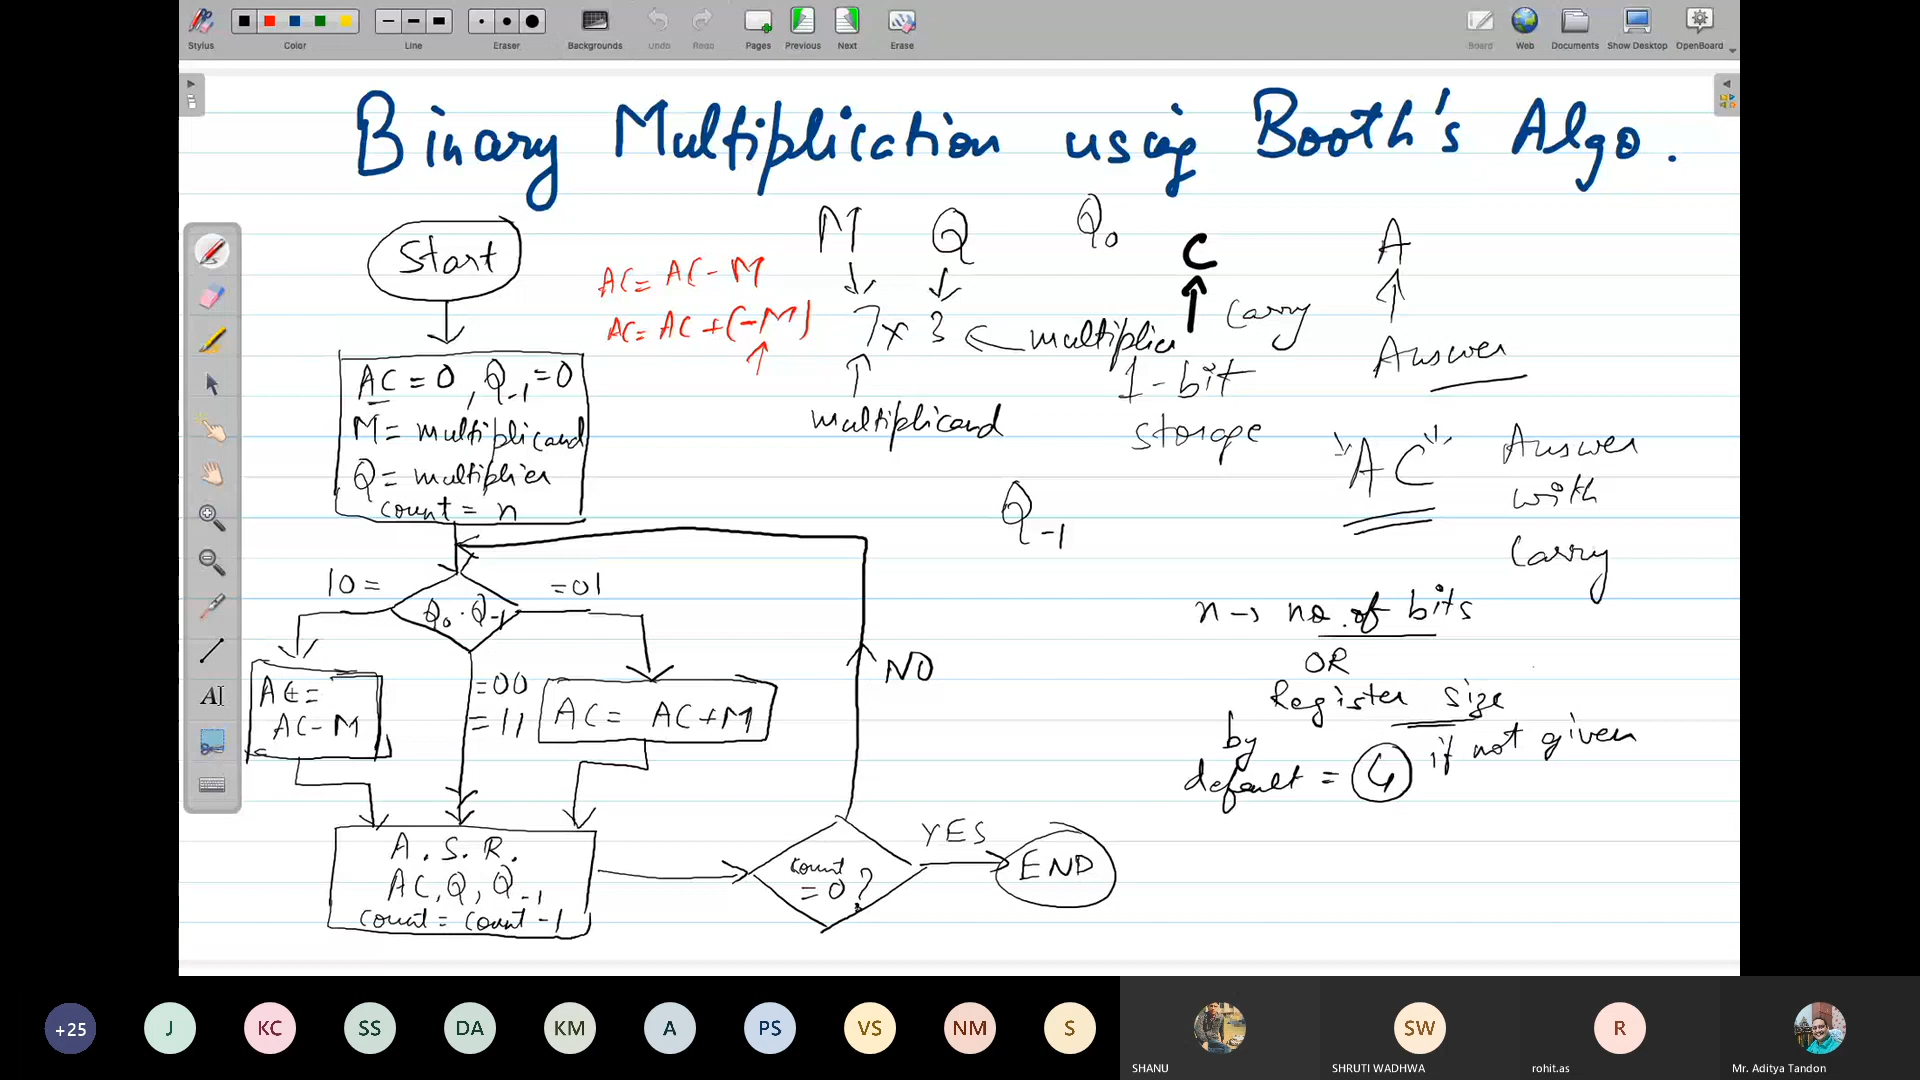 Stylus
Color
Line
Eraser
Backgrounds
Undo
Redo
Pages
Previous
Next
Erase
Board
Web
Documents
Show Desktop
OpenBoard
Binary Multiplication using Booth's Algo.
Start
AC = 0, Q-1 = 0
M = multiplicand
Q = multiplier
count = n
10 =
Q0 . Q-1
= 01
AC =
AC - M
= 00
= 11
AC = AC + M
A. S. R.
AC, Q, Q-1
count = count - 1
count
= 0 ?
NO
YES
END
AC = AC - M
AC = AC + (-M)
M Q Q0
7 x 3
multiplier
multiplicand
C
carry
1-bit
storage
Q-1
A
Answer
"AC"
Answer
with
carry
n → no. of bits
OR
Register size
by
default = 4 if not given
AI
+25
J
KC
SS
DA
KM
A
PS
VS
NM
S
SHANU
SW
SHRUTI WADHWA
R
rohit.as
Mr. Aditya Tandon